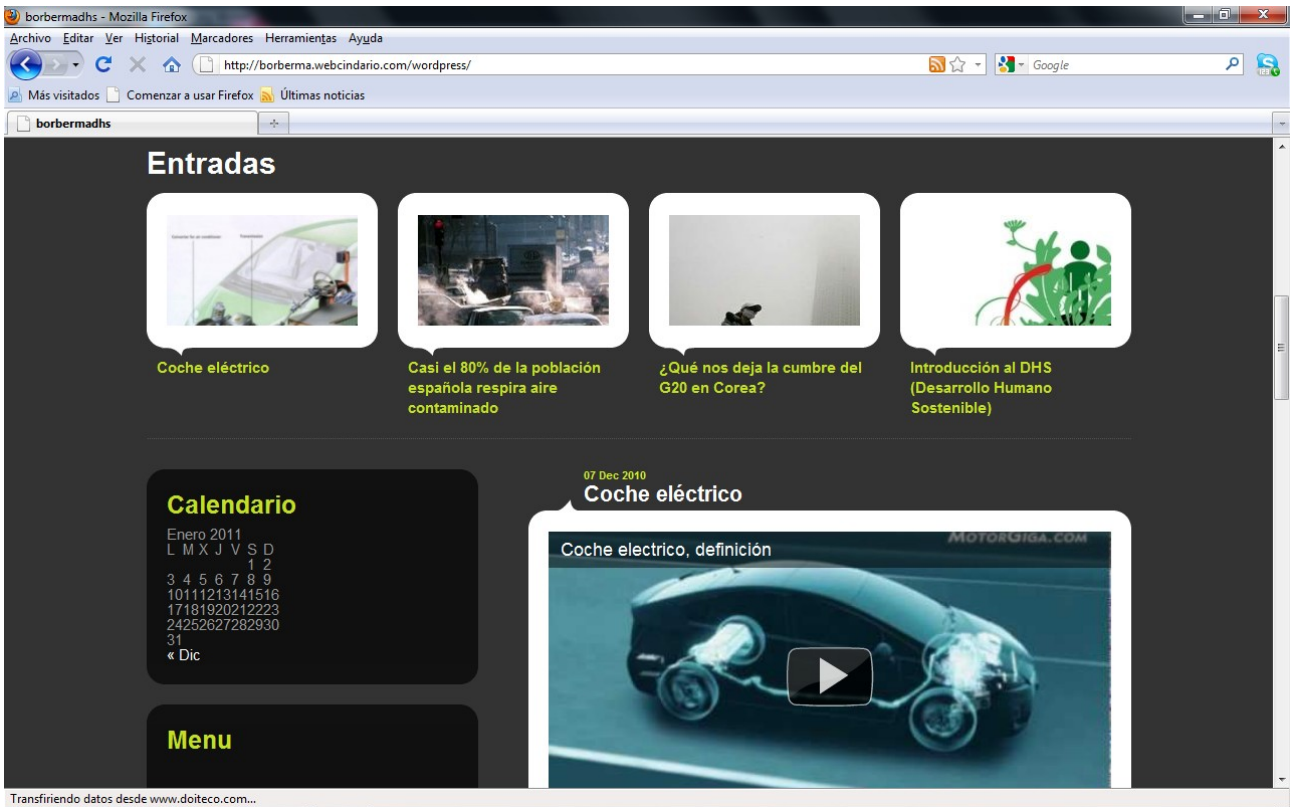 borbermadhs - Mozilla Firefox
Archivo Editar Ver Historial Marcadores Herramientas Ayuda
http://borberma.webcindario.com/wordpress/
Google
Más visitados Comenzar a usar Firefox Últimas noticias
borbermadhs
Entradas
Coche eléctrico
Casi el 80% de la población
española respira aire
contaminado
¿Qué nos deja la cumbre del
G20 en Corea?
Introducción al DHS
(Desarrollo Humano
Sostenible)
Calendario
Enero 2011
L M X J V S D
1 2
3 4 5 6 7 8 9
10111213141516
17181920212223
24252627282930
31
« Dic
Menu
07 Dec 2010
Coche eléctrico
MOTORGIGA.COM
Coche electrico, definición
Transfiriendo datos desde www.doiteco.com...